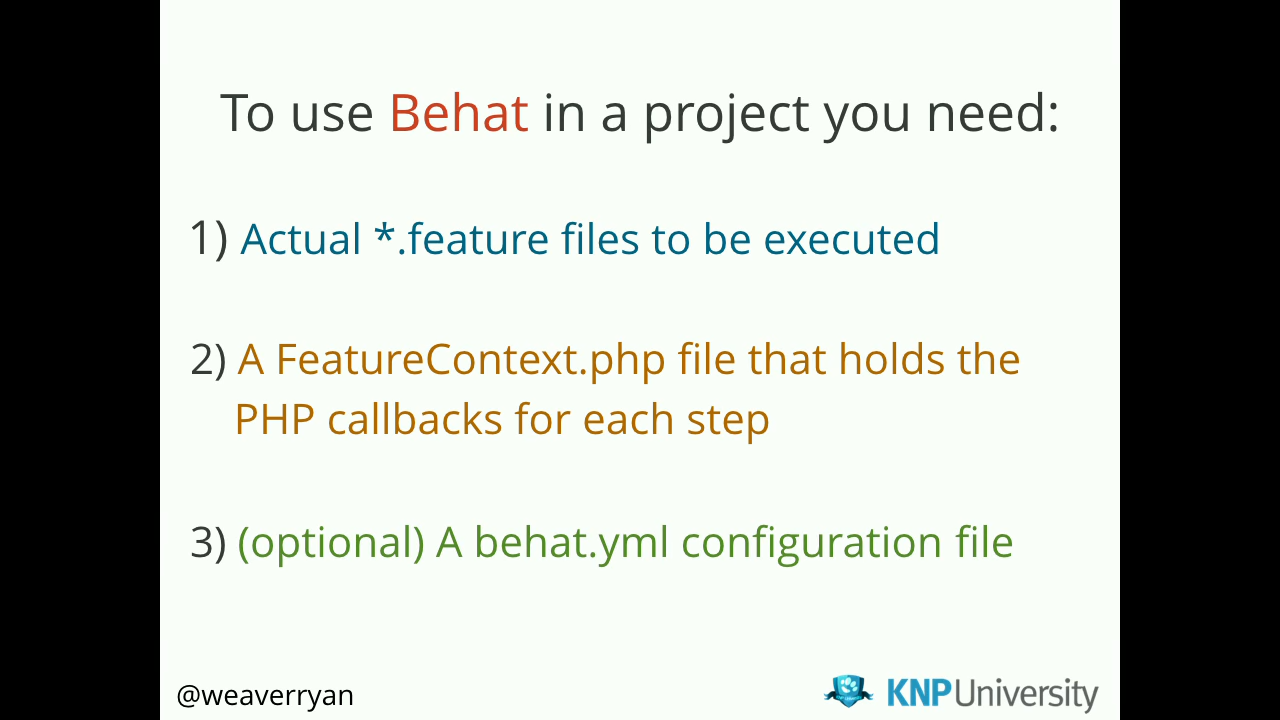 To use Behat in a project you need:
1) Actual *.feature files to be executed
2) A FeatureContext.php file that holds the
PHP callbacks for each step
3) (optional) A behat.yml configuration file
@weaverryan
KNPUniversity